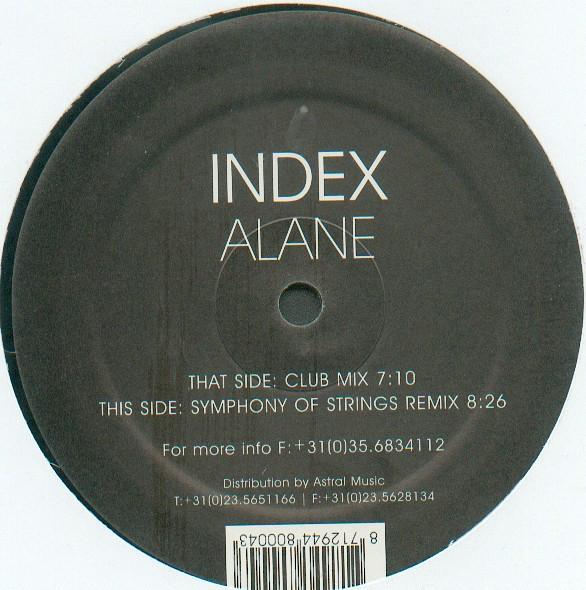 INDEX
ALANE
THAT SIDE: CLUB MIX 7:10
THIS SIDE: SYMPHONY OF STRINGS REMIX 8:26
For more info F:+31(0)35.6834112
Distribution by Astral Music
T:+31(0)23.5651166 | F:+31(0)23.5628134
8 712944 800043